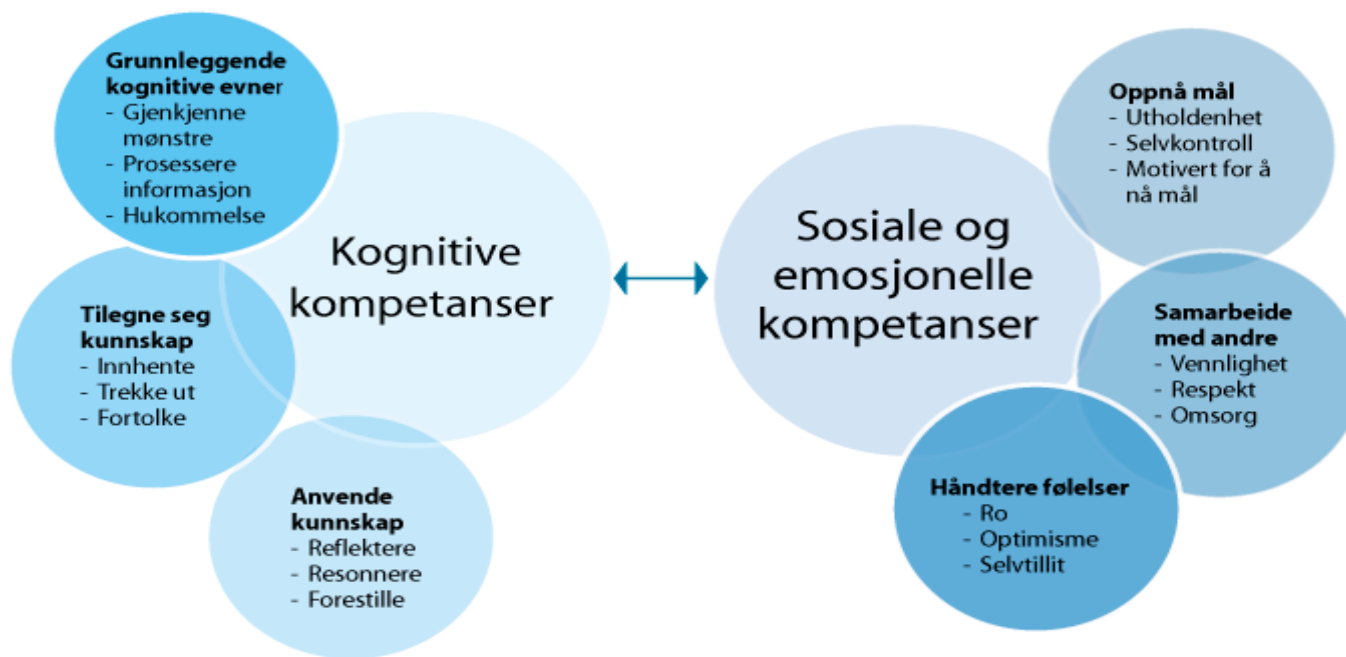 Grunnleggende
kognitive evner
- Gjenkjenne
mønstre
- Prosessere
informasjon
- Hukommelse
Kognitive
kompetanser
Tilegne seg
kunnskap
- Innhente
- Trekke ut
- Fortolke
Anvende
kunnskap
- Reflektere
- Resonnere
- Forestille
Sosiale og
emosjonelle
kompetanser
Oppnå mål
- Utholdenhet
- Selvkontroll
- Motivert for å
nå mål
Samarbeide
med andre
- Vennlighet
- Respekt
- Omsorg
Håndtere følelser
- Ro
- Optimisme
- Selvtillit